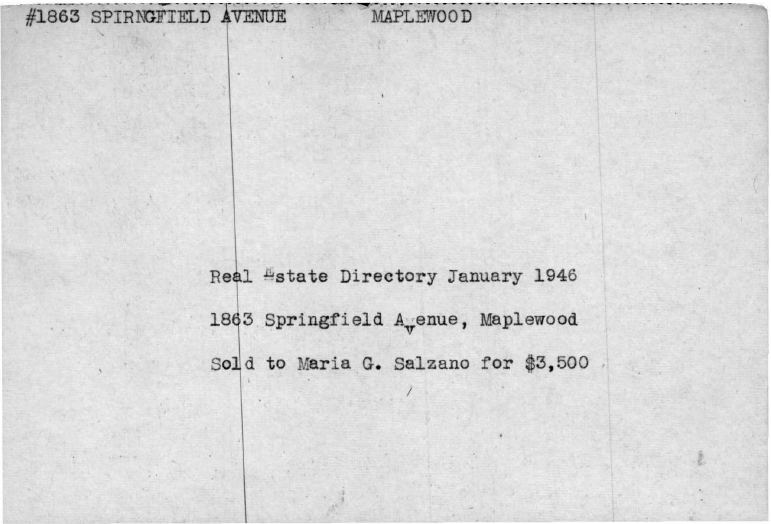 #1863 SPIRNGFIELD AVENUE MAPLEWOOD
Real Estate Directory January 1946
1863 Springfield Avenue, Maplewood
Sold to Maria G. Salzano for $3,500